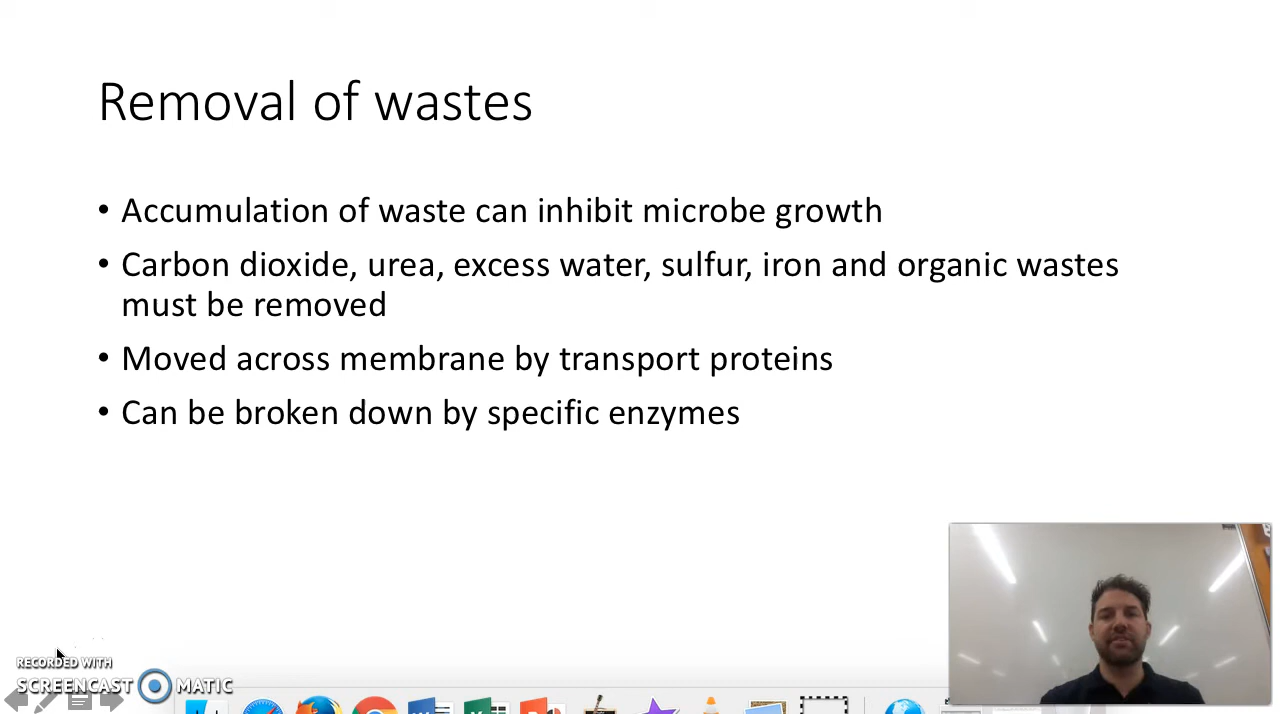 Removal of wastes
• Accumulation of waste can inhibit microbe growth
• Carbon dioxide, urea, excess water, sulfur, iron and organic wastes
must be removed
• Moved across membrane by transport proteins
• Can be broken down by specific enzymes
RECORDED WITH
SCREENCAST MATIC